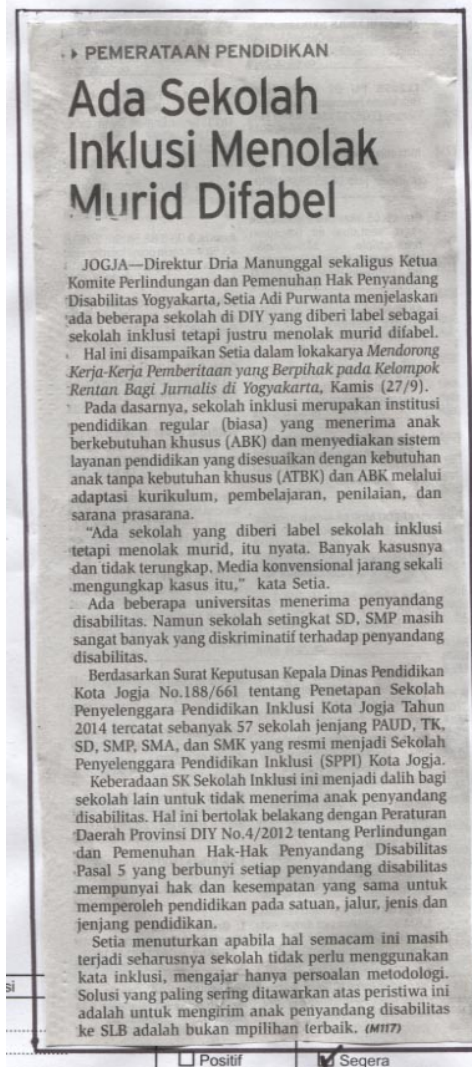 PEMERATAAN PENDIDIKAN
Ada Sekolah
Inklusi Menolak
Murid Difabel
JOGJA—Direktur Dria Manunggal sekaligus Ketua
Komite Perlindungan dan Pemenuhan Hak Penyandang
Disabilitas Yogyakarta, Setia Adi Purwanta menjelaskan
ada beberapa sekolah di DIY yang diberi label sebagai
sekolah inklusi tetapi justru menolak murid difabel.
Hal ini disampaikan Setia dalam lokakarya Mendorong
Kerja-Kerja Pemberitaan yang Berpihak pada Kelompok
Rentan Bagi Jurnalis di Yogyakarta, Kamis (27/9).
Pada dasarnya, sekolah inklusi merupakan institusi
pendidikan regular (biasa) yang menerima anak
berkebutuhan khusus (ABK) dan menyediakan sistem
layanan pendidikan yang disesuaikan dengan kebutuhan
anak tanpa kebutuhan khusus (ATBK) dan ABK melalui
adaptasi kurikulum, pembelajaran, penilaian, dan
sarana prasarana.
"Ada sekolah yang diberi label sekolah inklusi
tetapi menolak murid, itu nyata. Banyak kasusnya
dan tidak terungkap. Media konvensional jarang sekali
mengungkap kasus itu," kata Setia.
Ada beberapa universitas menerima penyandang
disabilitas. Namun sekolah setingkat SD, SMP masih
sangat banyak yang diskriminatif terhadap penyandang
disabilitas.
Berdasarkan Surat Keputusan Kepala Dinas Pendidikan
Kota Jogja No.188/661 tentang Penetapan Sekolah
Penyelenggara Pendidikan Inklusi Kota Jogja Tahun
2014 tercatat sebanyak 57 sekolah jenjang PAUD, TK,
SD, SMP, SMA, dan SMK yang resmi menjadi Sekolah
Penyelenggara Pendidikan Inklusi (SPPI) Kota Jogja.
Keberadaan SK Sekolah Inklusi ini menjadi dalih bagi
sekolah lain untuk tidak menerima anak penyandang
disabilitas. Hal ini bertolak belakang dengan Peraturan
Daerah Provinsi DIY No.4/2012 tentang Perlindungan
dan Pemenuhan Hak-Hak Penyandang Disabilitas
Pasal 5 yang berbunyi setiap penyandang disabilitas
mempunyai hak dan kesempatan yang sama untuk
memperoleh pendidikan pada satuan, jalur, jenis dan
jenjang pendidikan.
Setia menuturkan apabila hal semacam ini masih
terjadi seharusnya sekolah tidak perlu menggunakan
kata inklusi, mengajar hanya persoalan metodologi.
Solusi yang paling sering ditawarkan atas peristiwa ini
adalah untuk mengirim anak penyandang disabilitas
ke SLB adalah bukan mpilihan terbaik. (M117)
si
Positif
Segera